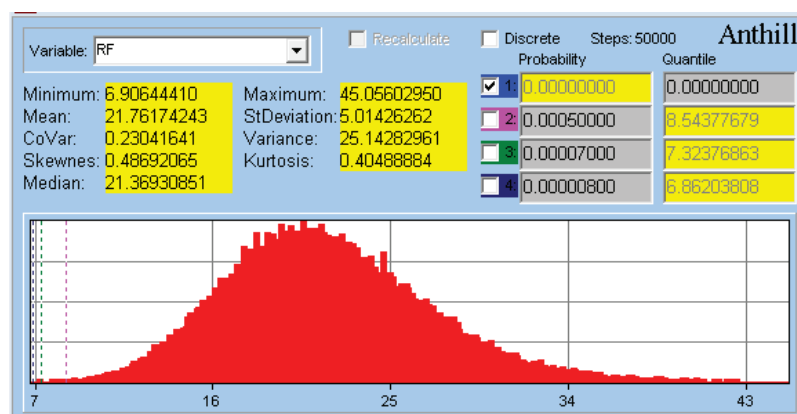 Variable: RF
Recalculate
Discrete Steps: 50000 Anthill
Probability Quantile
Minimum: 6.90644410 Maximum: 45.05602950
Mean: 21.76174243 StDeviation: 5.01426262
CoVar: 0.23041641 Variance: 25.14282961
Skewnes: 0.48692065 Kurtosis: 0.40488884
Median: 21.36930851
1: 0.00000000 0.00000000
2: 0.00050000 8.54377679
3: 0.00007000 7.32376863
4: 0.00000800 6.86203808
7 16 25 34 43